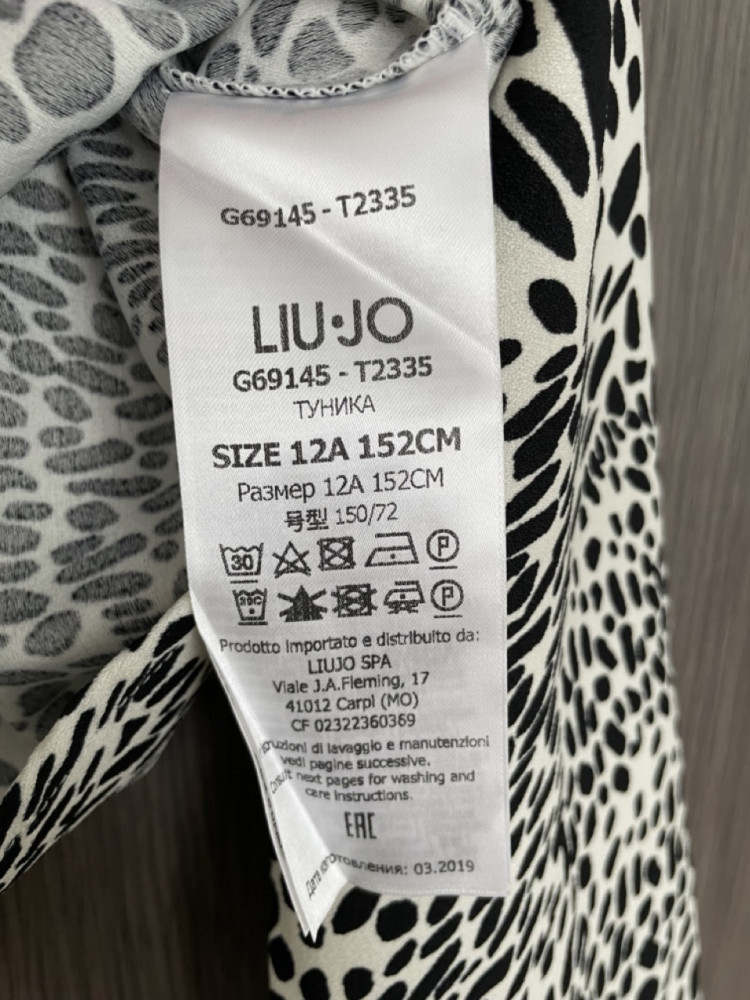 G69145 - T2335
LIU·JO
G69145 - T2335
ТУНИКА
SIZE 12A 152CM
Размер 12A 152CM
号型 150/72
30 P
30C P
Prodotto importato e distribuito da:
LIUJO SPA
Viale J.A.Fleming, 17
41012 Carpi (MO)
CF 02322360369
di lavaggio e manutenzioni
vedi pagine successive.
next pages for washing and
care instructions.
EAC
Дата изготовления: 03.2019